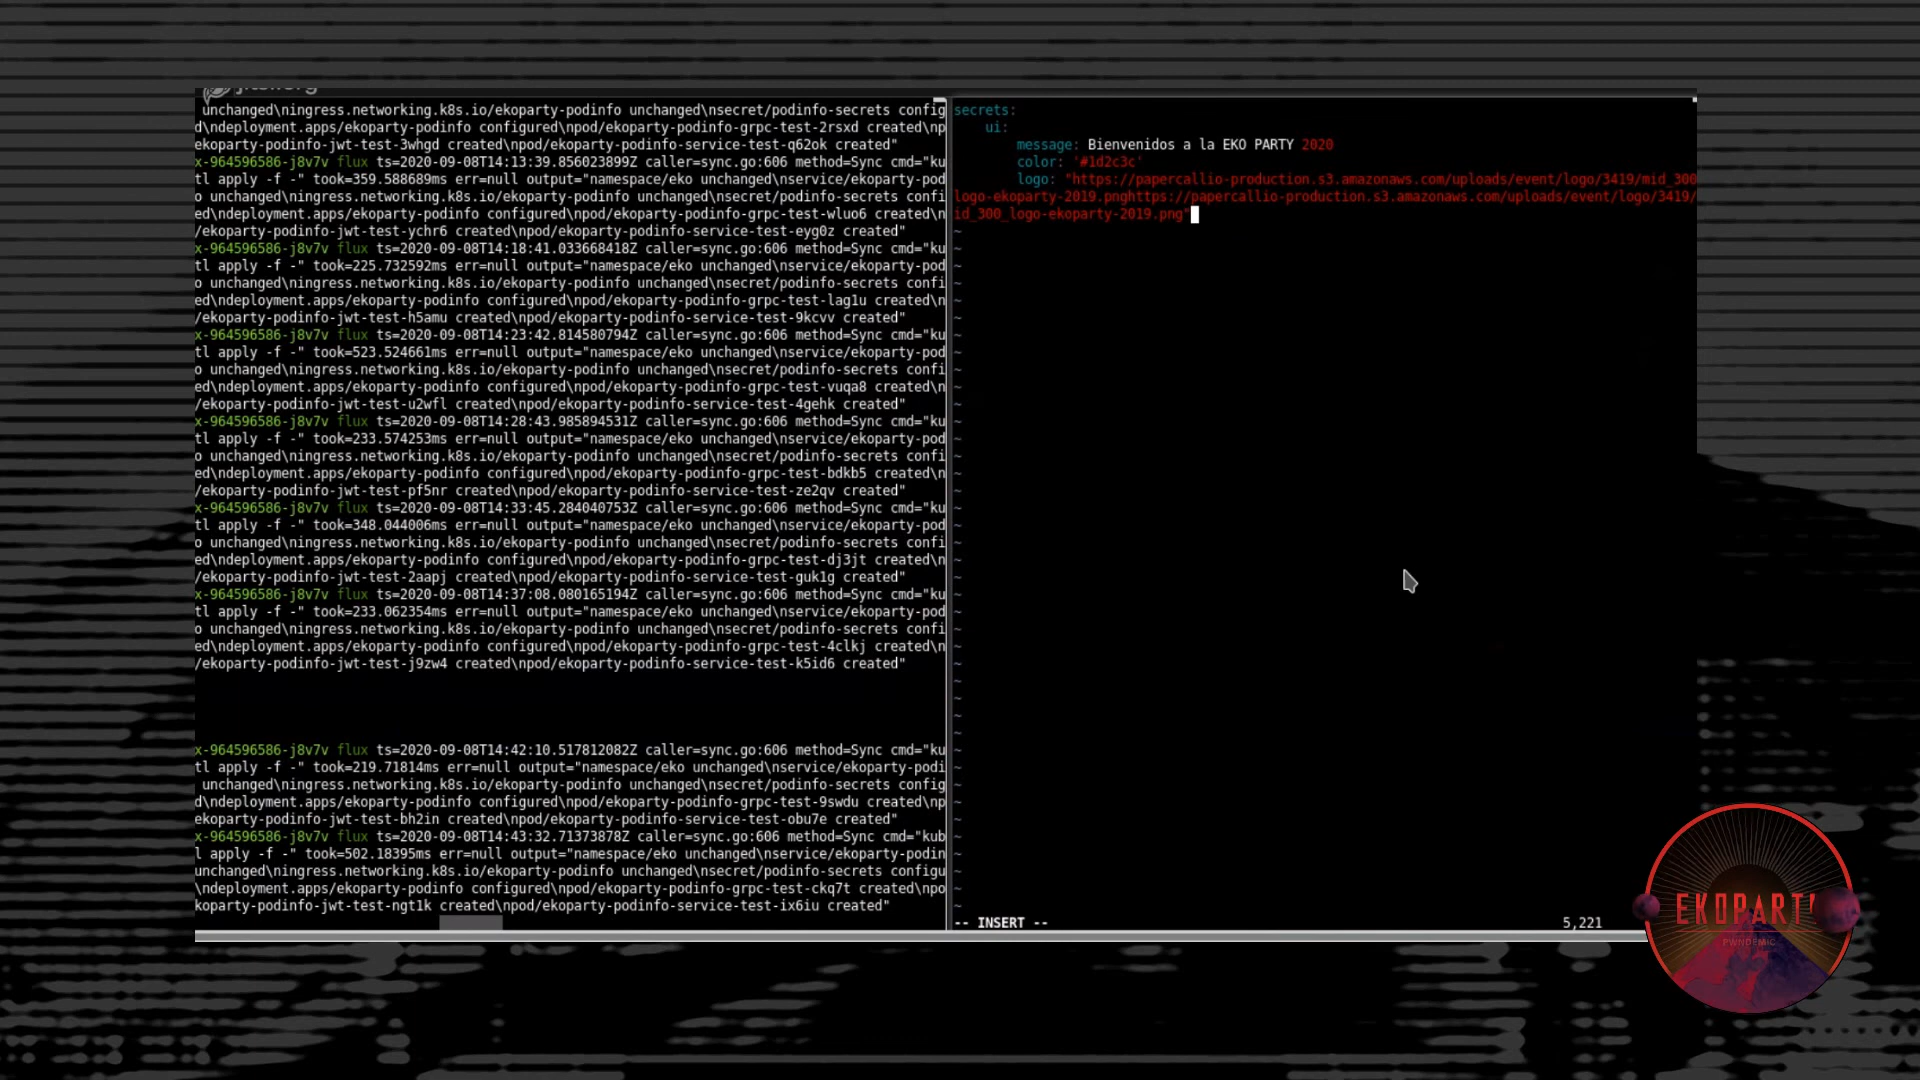 unchanged\ningress.networking.k8s.io/ekoparty-podinfo unchanged\nsecret/podinfo-secrets config
d\ndeployment.apps/ekoparty-podinfo configured\npod/ekoparty-podinfo-grpc-test-2rsxd created\np
ekoparty-podinfo-jwt-test-3whgd created\npod/ekoparty-podinfo-service-test-q62ok created"
x-964596586-j8v7v flux ts=2020-09-08T14:13:39.856023899Z caller=sync.go:606 method=Sync cmd="ku
tl apply -f -" took=359.588689ms err=null output="namespace/eko unchanged\nservice/ekoparty-pod
o unchanged\ningress.networking.k8s.io/ekoparty-podinfo unchanged\nsecret/podinfo-secrets confi
ed\ndeployment.apps/ekoparty-podinfo configured\npod/ekoparty-podinfo-grpc-test-wluo6 created\n
/ekoparty-podinfo-jwt-test-ychr6 created\npod/ekoparty-podinfo-service-test-eyg0z created"
x-964596586-j8v7v flux ts=2020-09-08T14:18:41.033668418Z caller=sync.go:606 method=Sync cmd="ku
tl apply -f -" took=225.732592ms err=null output="namespace/eko unchanged\nservice/ekoparty-pod
o unchanged\ningress.networking.k8s.io/ekoparty-podinfo unchanged\nsecret/podinfo-secrets confi
ed\ndeployment.apps/ekoparty-podinfo configured\npod/ekoparty-podinfo-grpc-test-lag1u created\n
/ekoparty-podinfo-jwt-test-h5amu created\npod/ekoparty-podinfo-service-test-9kcvv created"
x-964596586-j8v7v flux ts=2020-09-08T14:23:42.814580794Z caller=sync.go:606 method=Sync cmd="ku
tl apply -f -" took=523.524661ms err=null output="namespace/eko unchanged\nservice/ekoparty-pod
o unchanged\ningress.networking.k8s.io/ekoparty-podinfo unchanged\nsecret/podinfo-secrets confi
ed\ndeployment.apps/ekoparty-podinfo configured\npod/ekoparty-podinfo-grpc-test-vuqa8 created\n
/ekoparty-podinfo-jwt-test-u2wfl created\npod/ekoparty-podinfo-service-test-4gehk created"
x-964596586-j8v7v flux ts=2020-09-08T14:28:43.985894531Z caller=sync.go:606 method=Sync cmd="ku
tl apply -f -" took=233.574253ms err=null output="namespace/eko unchanged\nservice/ekoparty-pod
o unchanged\ningress.networking.k8s.io/ekoparty-podinfo unchanged\nsecret/podinfo-secrets confi
ed\ndeployment.apps/ekoparty-podinfo configured\npod/ekoparty-podinfo-grpc-test-bdkb5 created\n
/ekoparty-podinfo-jwt-test-pf5nr created\npod/ekoparty-podinfo-service-test-ze2qv created"
x-964596586-j8v7v flux ts=2020-09-08T14:33:45.284040753Z caller=sync.go:606 method=Sync cmd="ku
tl apply -f -" took=348.044006ms err=null output="namespace/eko unchanged\nservice/ekoparty-pod
o unchanged\ningress.networking.k8s.io/ekoparty-podinfo unchanged\nsecret/podinfo-secrets confi
ed\ndeployment.apps/ekoparty-podinfo configured\npod/ekoparty-podinfo-grpc-test-dj3jt created\n
/ekoparty-podinfo-jwt-test-2aapj created\npod/ekoparty-podinfo-service-test-guk1g created"
x-964596586-j8v7v flux ts=2020-09-08T14:37:08.080165194Z caller=sync.go:606 method=Sync cmd="ku
tl apply -f -" took=233.062354ms err=null output="namespace/eko unchanged\nservice/ekoparty-pod
o unchanged\ningress.networking.k8s.io/ekoparty-podinfo unchanged\nsecret/podinfo-secrets confi
ed\ndeployment.apps/ekoparty-podinfo configured\npod/ekoparty-podinfo-grpc-test-4clkj created\n
/ekoparty-podinfo-jwt-test-j9zw4 created\npod/ekoparty-podinfo-service-test-k5id6 created"
x-964596586-j8v7v flux ts=2020-09-08T14:42:10.517812082Z caller=sync.go:606 method=Sync cmd="ku
tl apply -f -" took=219.71814ms err=null output="namespace/eko unchanged\nservice/ekoparty-podi
unchanged\ningress.networking.k8s.io/ekoparty-podinfo unchanged\nsecret/podinfo-secrets config
d\ndeployment.apps/ekoparty-podinfo configured\npod/ekoparty-podinfo-grpc-test-9swdu created\np
ekoparty-podinfo-jwt-test-bh2in created\npod/ekoparty-podinfo-service-test-obu7e created"
x-964596586-j8v7v flux ts=2020-09-08T14:43:32.71373878Z caller=sync.go:606 method=Sync cmd="kub
l apply -f -" took=502.18395ms err=null output="namespace/eko unchanged\nservice/ekoparty-podin
unchanged\ningress.networking.k8s.io/ekoparty-podinfo unchanged\nsecret/podinfo-secrets configu
\ndeployment.apps/ekoparty-podinfo configured\npod/ekoparty-podinfo-grpc-test-ckq7t created\npo
koparty-podinfo-jwt-test-ngt1k created\npod/ekoparty-podinfo-service-test-ix6iu created"
secrets:
ui:
message: Bienvenidos a la EKO PARTY 2020
color: '#1d2c3c'
logo: "https://papercallio-production.s3.amazonaws.com/uploads/event/logo/3419/mid_300
logo-ekoparty-2019.pnghttps://papercallio-production.s3.amazonaws.com/uploads/event/logo/3419/
id_300_logo-ekoparty-2019.png"
-- INSERT -- 5,221
EKOPARTY
PWNDEMIC